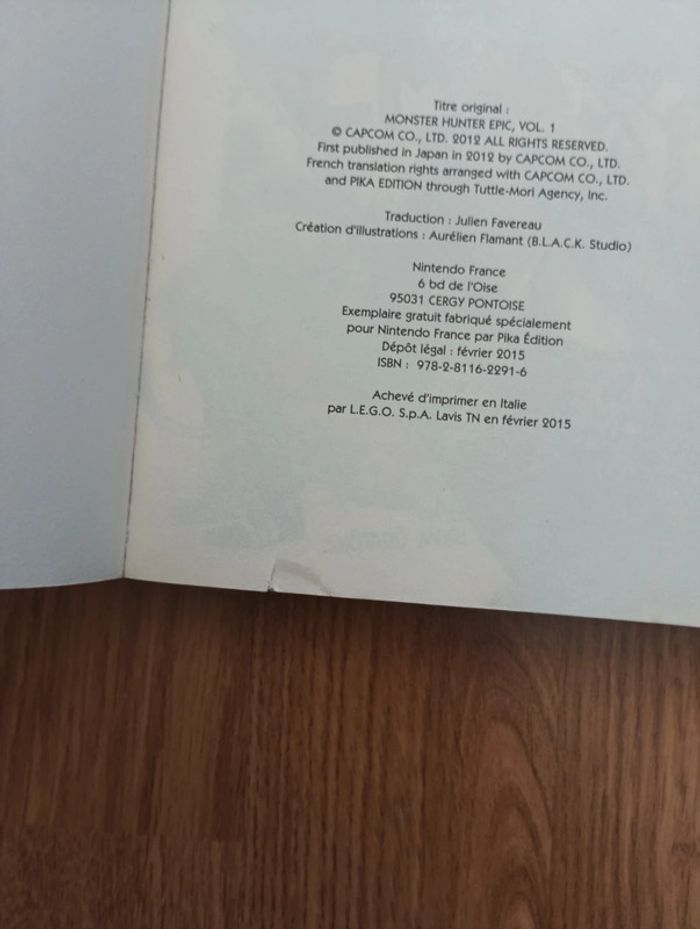 Titre original :
MONSTER HUNTER EPIC, VOL. 1
© CAPCOM CO., LTD. 2012 ALL RIGHTS RESERVED.
First published in Japan in 2012 by CAPCOM CO., LTD.
French translation rights arranged with CAPCOM CO., LTD.
and PIKA EDITION through Tuttle-Mori Agency, Inc.
Traduction : Julien Favereau
Création d'illustrations : Aurélien Flamant (B.L.A.C.K. Studio)
Nintendo France
6 bd de l'Oise
95031 CERGY PONTOISE
Exemplaire gratuit fabriqué spécialement
pour Nintendo France par Pika Édition
Dépôt légal : février 2015
ISBN : 978-2-8116-2291-6
Achevé d'imprimer en Italie
par L.E.G.O. S.p.A. Lavis TN en février 2015